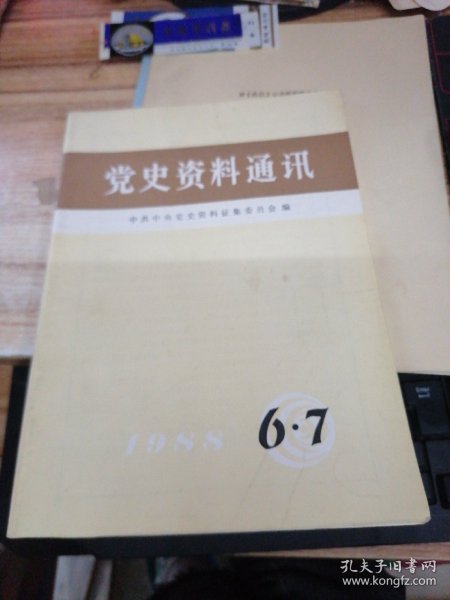 党史资料通讯
中共中央党史资料征集委员会 编
1988
6·7
孔夫子旧书网
www.kongfz.com